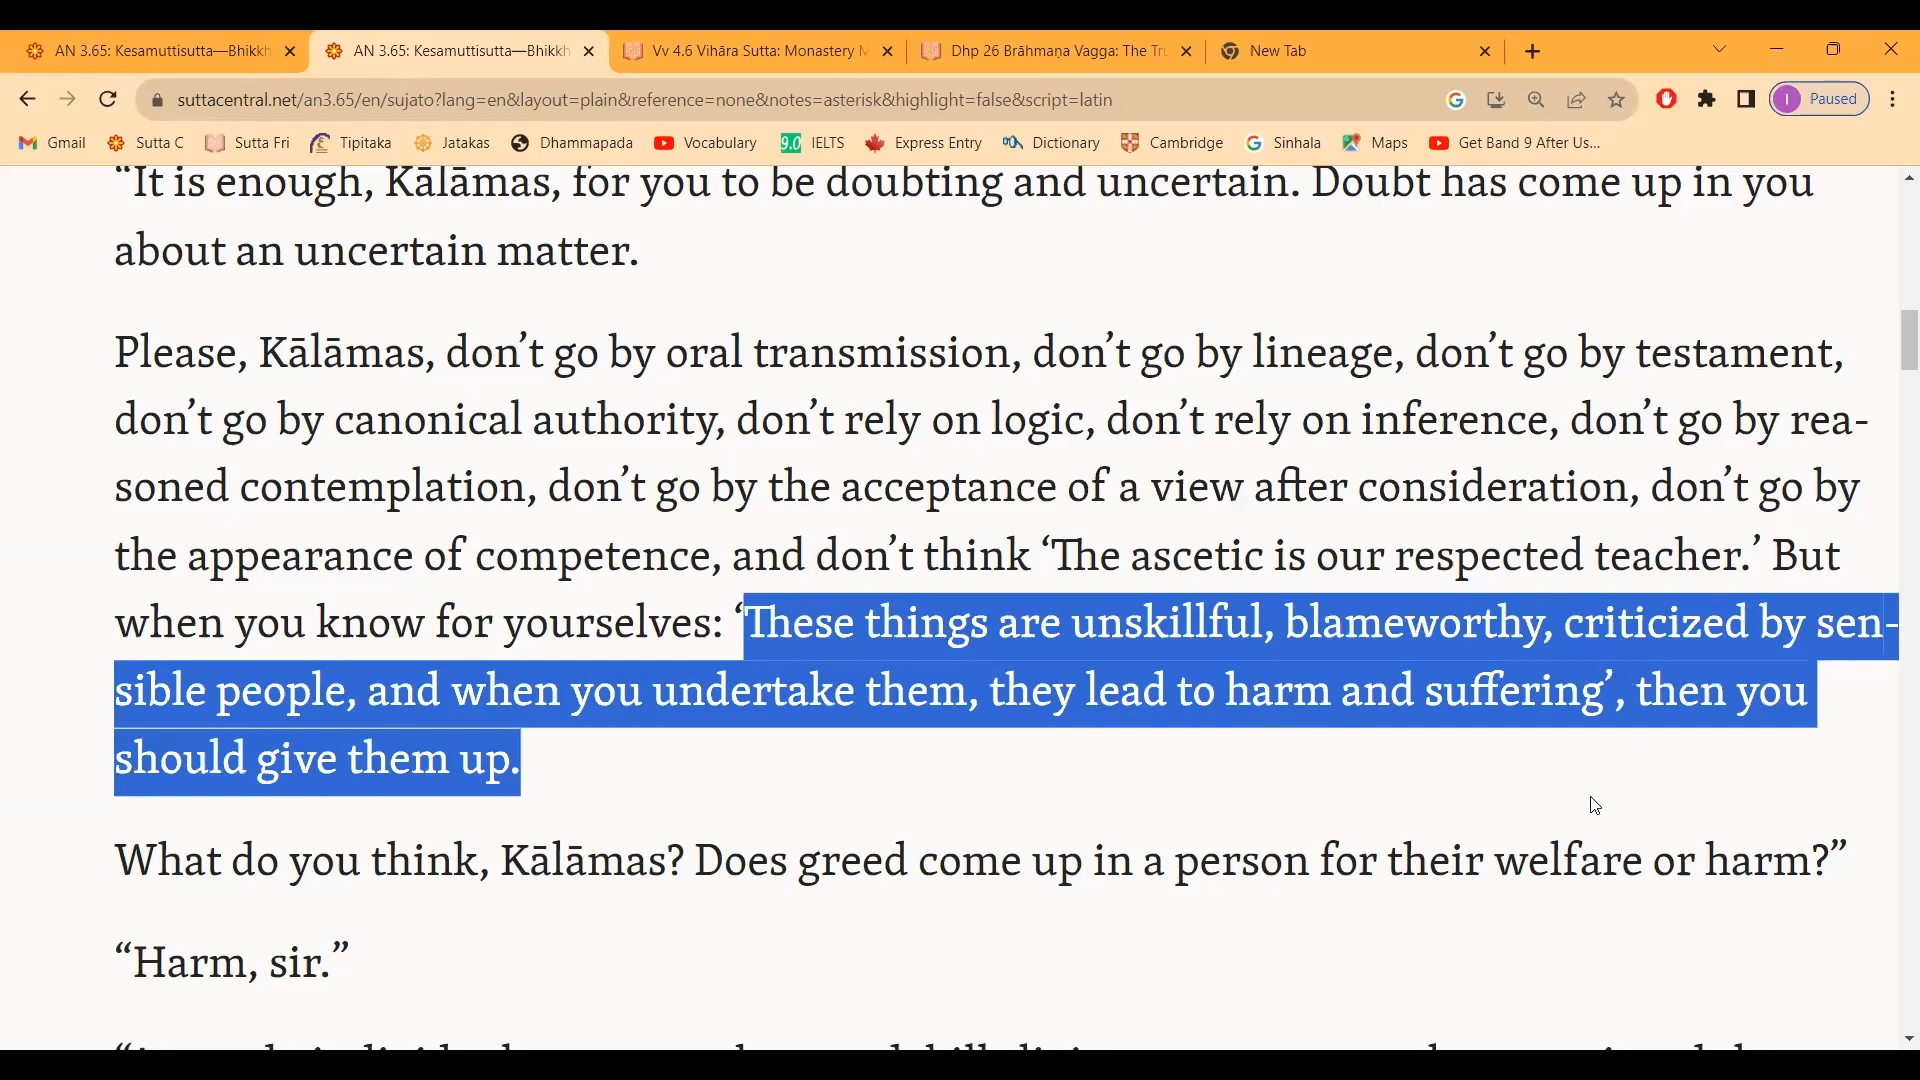 AN 3.65: Kesamuttisutta—Bhikkh
AN 3.65: Kesamuttisutta—Bhikkh
Vv 4.6 Vihāra Sutta: Monastery
Dhp 26 Brāhmaṇa Vagga: The
New Tab
suttacentral.net/an3.65/en/sujato?lang=en&layout=plain&reference=none&notes=asterisk&highlight=false&script=latin
I
Paused
Gmail
Sutta C
Sutta Fri
Tipitaka
Jatakas
Dhammapada
Vocabulary
9.0
IELTS
Express Entry
Dictionary
Cambridge
Sinhala
Maps
Get Band 9 After Us...
“It is enough, Kālāmas, for you to be doubting and uncertain. Doubt has come up in you
about an uncertain matter.
Please, Kālāmas, don’t go by oral transmission, don’t go by lineage, don’t go by testament,
don’t go by canonical authority, don’t rely on logic, don’t rely on inference, don’t go by rea-
soned contemplation, don’t go by the acceptance of a view after consideration, don’t go by
the appearance of competence, and don’t think ‘The ascetic is our respected teacher.’ But
when you know for yourselves: ‘These things are unskillful, blameworthy, criticized by sen-
sible people, and when you undertake them, they lead to harm and suffering’, then you
should give them up.
What do you think, Kālāmas? Does greed come up in a person for their welfare or harm?”
“Harm, sir.”